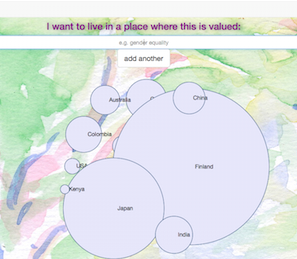 I want to live in a place where this is valued:
e.g. gender equality
add another
Australia
China
Colombia
USA
Finland
Kenya
Japan
India